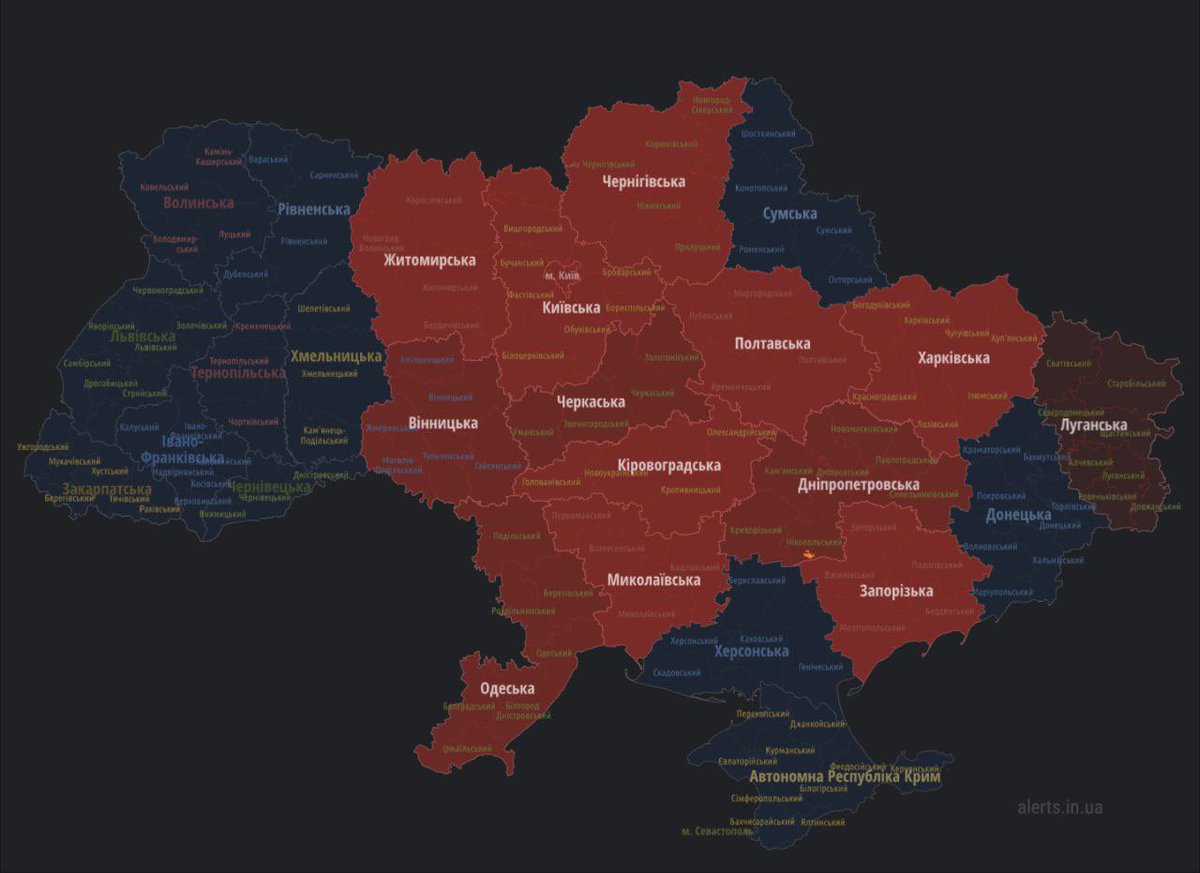 Новгород-
Сіверський
Шосткинський
Корюківський
Камінь-
Каширський
Вараський
Чернігівський
Сарненський
Чернігівська
Ковельський
Конотопський
Волинська
Коростенський
Ніжинський
Рівненська
Сумська
Вишгородський
Сумський
Луцький
Володимир-
ський
Рівненський
Новоград-
Волинський
Прилуцький
Роменський
Житомирська
Бучанський
Дубенський
м. Київ
Броварський
Охтирський
Червоноградський
Житомирський
Фастівський
Миргородський
Шепетівський
Київська
Бориспільський
Богодухівський
Лубенський
Харківський
Яворівський
Золочівський
Кременецький
Бердичівський
Обухівський
Чугуївський
Куп'янський
Львівська
Львівський
Полтавська
Хмельницька
Білоцерківський
Золотоніський
Харківська
Самбірський
Тернопільський
Хмільницький
Полтавський
Сватівський
Тернопільська
Хмельницький
Дрогобицький
Старобільський
Кременчуцький
Стрийський
Вінницький
Черкаський
Красноградський
Ізюмський
Черкаська
Сєвєродонецький
Чортківський
Вінницька
Звенигородський
Лозівський
Луганська
Калуський
Івано-
Франківський
Жмеринський
Уманський
Олександрійський
Новомосковський
Щастинський
Кам'янець-
Подільський
Івано-
Франківська
Ужгородський
Краматорський
Мукачівський
Могилів-
Подільський
Тульчинський
Гайсинський
Кіровоградська
Павлоградський
Бахмутський
Алчевський
Хустський
Надвірнянський
Кам'янський
Дніпровський
Новоукраїнський
Луганський
Дністровський
Косівський
Голованівський
Дніпропетровська
Закарпатська
Чернівецька
Кропивницький
Синельниківський
Покровський
Ровеньківський
Берегівський
Тячівський
Верховинський
Чернівецький
Довжанський
Рахівський
Вижницький
Первомайський
Донецька
Горлівський
Криворізький
Запорізький
Донецький
Подільський
Нікопольський
Вознесенський
Волноваський
Баштанський
Пологівський
Кальміуський
Миколаївська
Бериславський
Василівський
Березівський
Запорізька
Маріупольський
Роздільнянський
Миколаївський
Бердянський
Мелітопольський
Херсонський
Каховський
Одеський
Херсонська
Скадовський
Генічеський
Одеська
Болградський
Білгород-
Дністровський
Перекопський
Джанкойський
Ізмаїльський
Курманський
Євпаторійський
Феодосійський
Керченський
Автономна Республіка Крим
Білогірський
Сімферопольський
alerts.in.ua
Бахчисарайський
Ялтинський
м. Севастополь